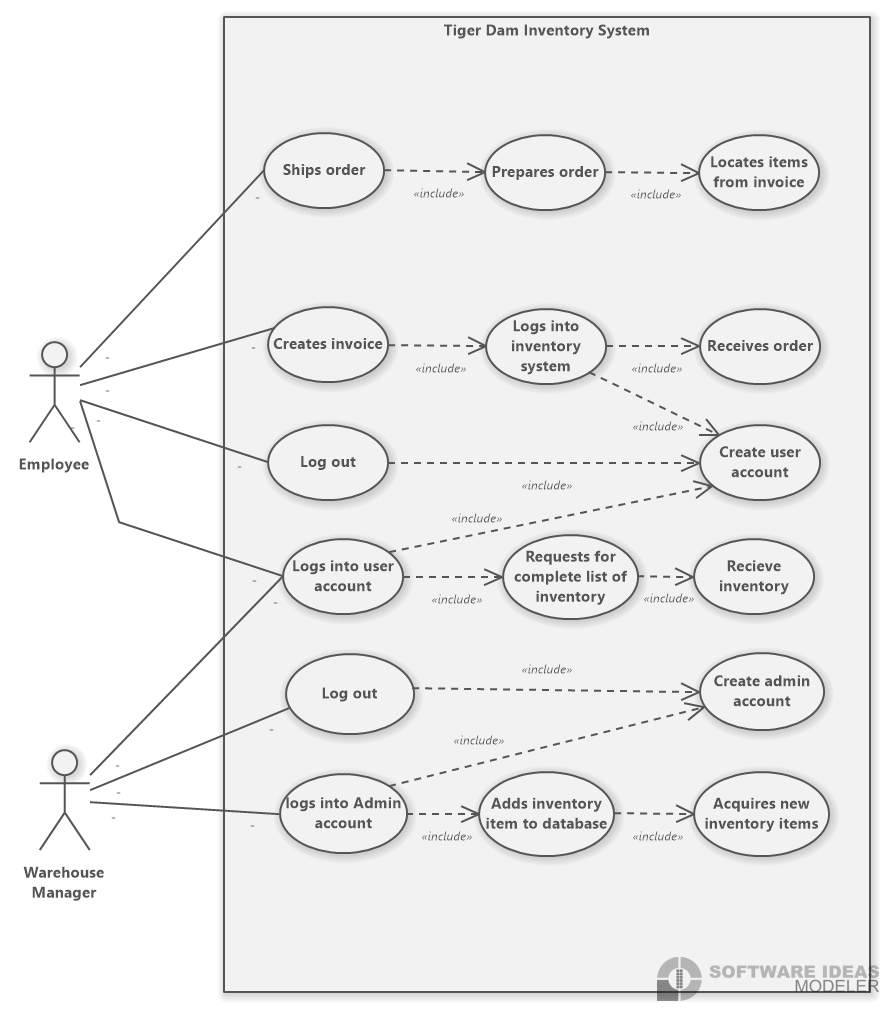 Tiger Dam Inventory System
Ships order
«include»
Prepares order
«include»
Locates items
from invoice
Creates invoice
«include»
Logs into
inventory
system
«include»
Receives order
«include»
Employee
Log out
«include»
Create user
account
«include»
Logs into user
account
«include»
Requests for
complete list of
inventory
«include»
Recieve
inventory
Log out
«include»
Create admin
account
«include»
logs into Admin
account
«include»
Adds inventory
item to database
«include»
Acquires new
inventory items
Warehouse
Manager
SOFTWARE IDEAS
MODELER